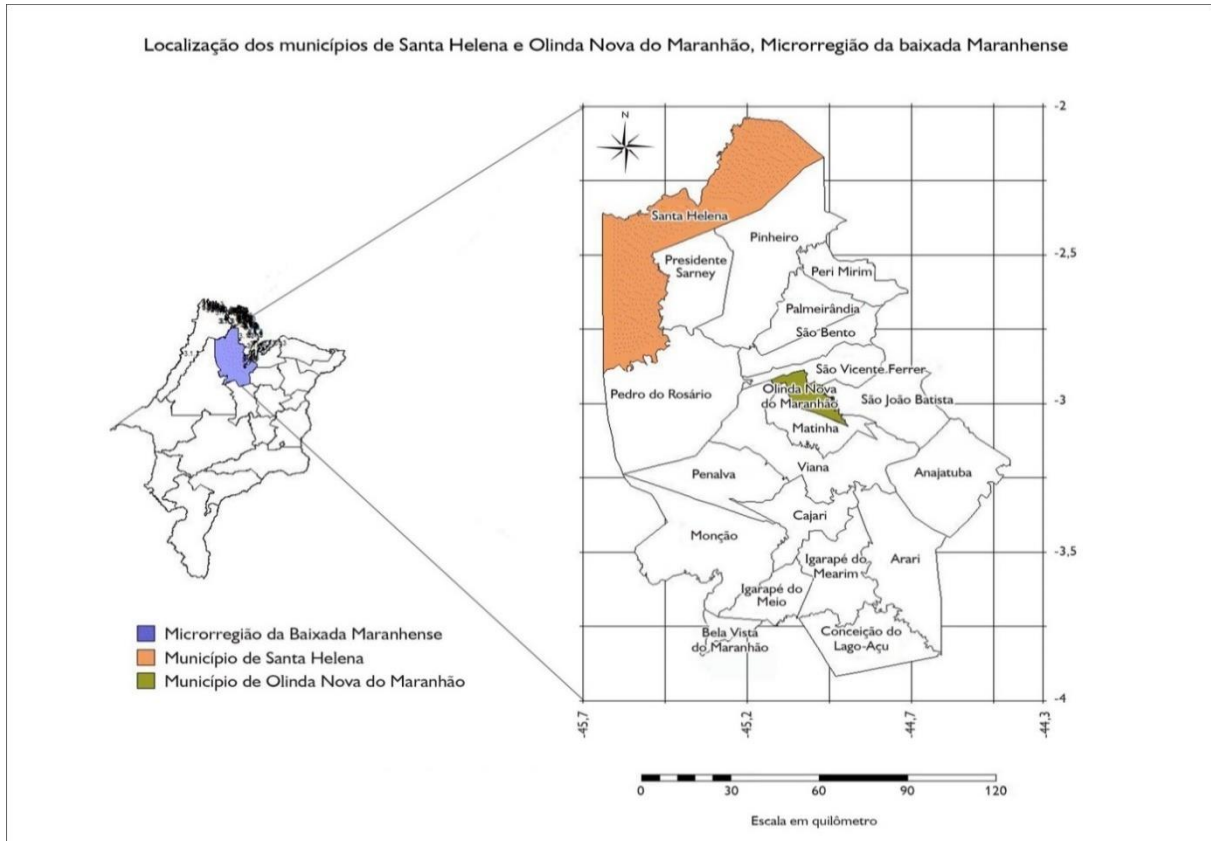 Localização dos municípios de Santa Helena e Olinda Nova do Maranhão, Microrregião da baixada Maranhense
-2
N
Santa Helena
Pinheiro
-2,5
Presidente
Sarney
Peri Mirim
Palmeirândia
São Bento
São Vicente Ferrer
Pedro do Rosário
Olinda Nova
do Maranhão
São João Batista
-3
Matinha
Viana
Penalva
Anajatuba
Cajari
Monção
-3,5
Igarapé do
Mearim
Arari
Igarapé do
Meio
Bela Vista
do Maranhão
Conceição do
Lago-Açu
-4
Microrregião da Baixada Maranhense
Município de Santa Helena
Município de Olinda Nova do Maranhão
-45,7
-45,2
-44,7
-44,3
0 30 60 90 120
Escala em quilômetro